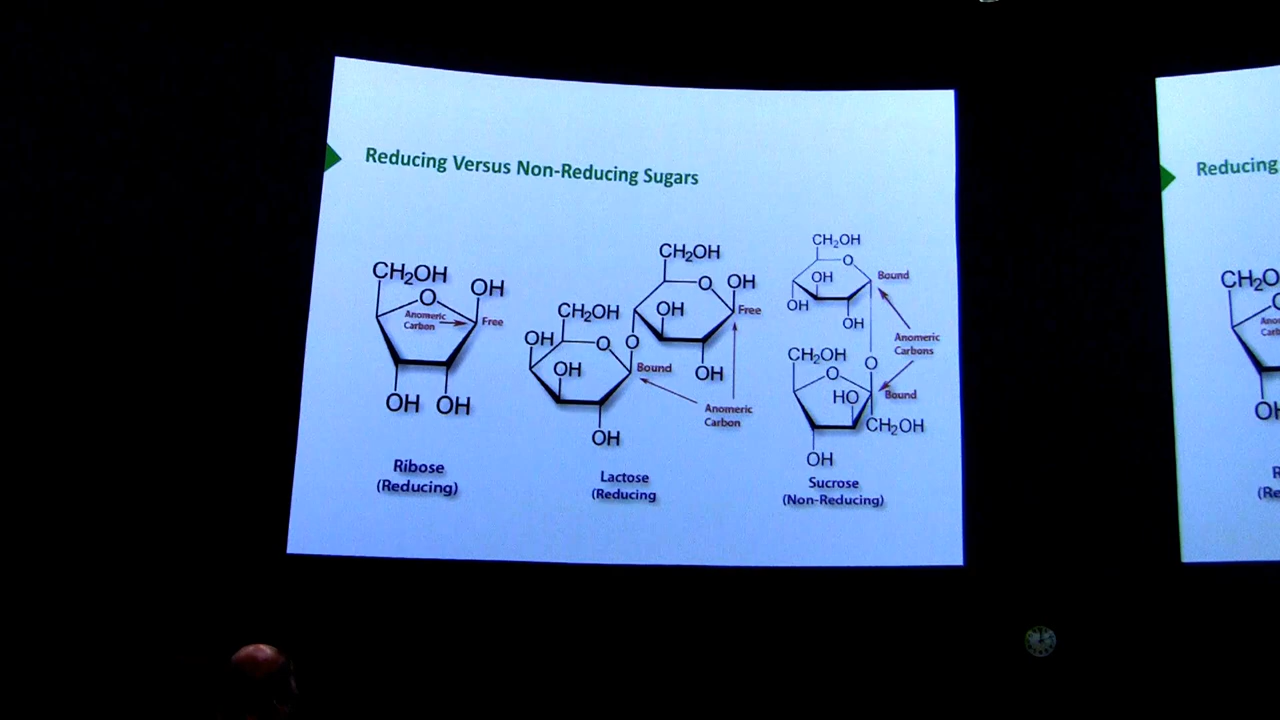 Reducing Versus Non-Reducing Sugars
CH₂OH
OH
O
Anomeric
Carbon
Free
OH
OH
Ribose
(Reducing)
CH₂OH
O
OH
OH
Free
OH
CH₂OH
OH
O
O
OH
Bound
OH
Anomeric
Carbon
Lactose
(Reducing
CH₂OH
O
OH
Bound
OH
OH
Anomeric
Carbons
O
CH₂OH
O
HO
Bound
CH₂OH
OH
Sucrose
(Non-Reducing)
Reducing